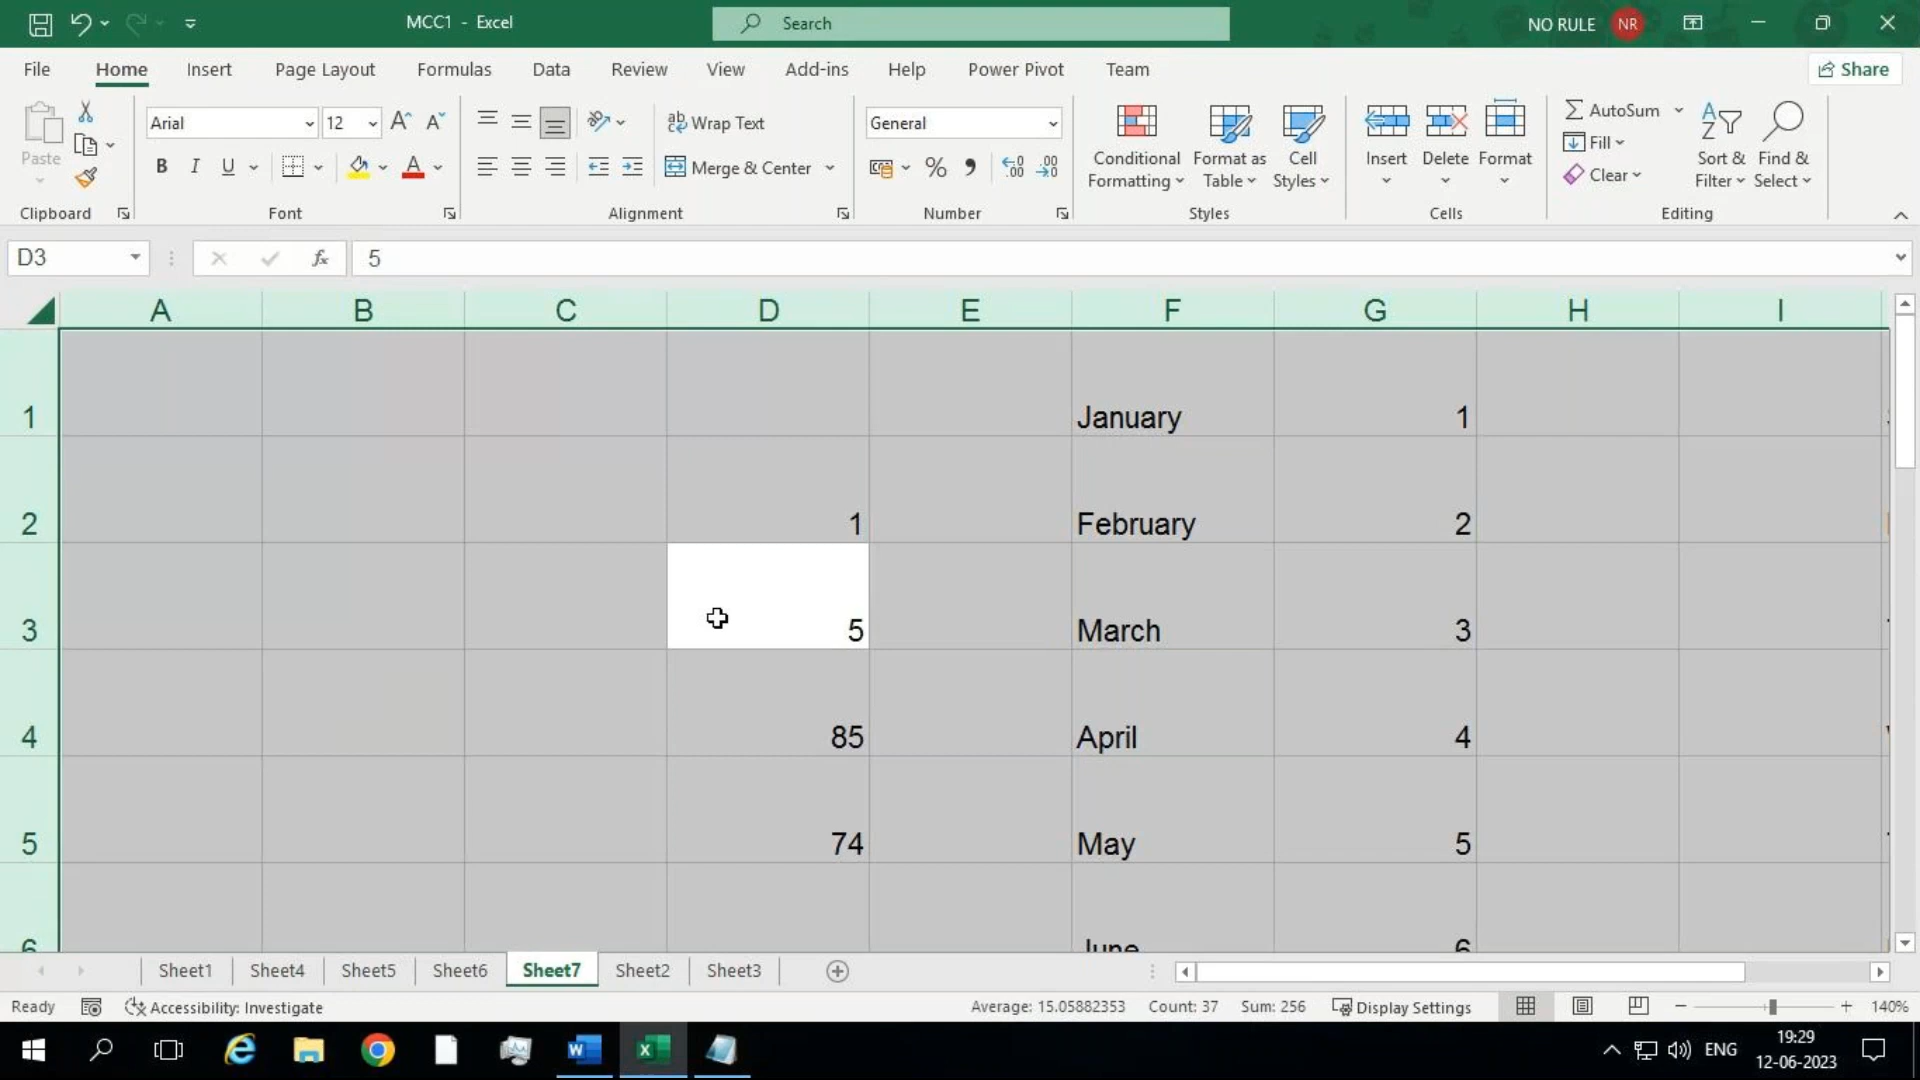 MCC1 - Excel
Search
NO RULE
NR
File Home Insert Page Layout Formulas Data Review View Add-ins Help Power Pivot Team
Share
Arial 12 A A
ab Wrap Text
General
AutoSum
Fill
Clear
Paste
B I U A
Merge & Center
% ,
Conditional Formatting
Format as Table
Cell Styles
Insert Delete Format
Sort & Filter
Find & Select
Clipboard Font Alignment Number Styles Cells Editing
D3 fx 5
A B C D E F G H I
1 January 1
2 1 February 2
3 5 March 3
4 85 April 4
5 74 May 5
6 June 6
Sheet1 Sheet4 Sheet5 Sheet6 Sheet7 Sheet2 Sheet3
Ready Accessibility: Investigate Average: 15.05882353 Count: 37 Sum: 256 Display Settings 140%
ENG
19:29
12-06-2023